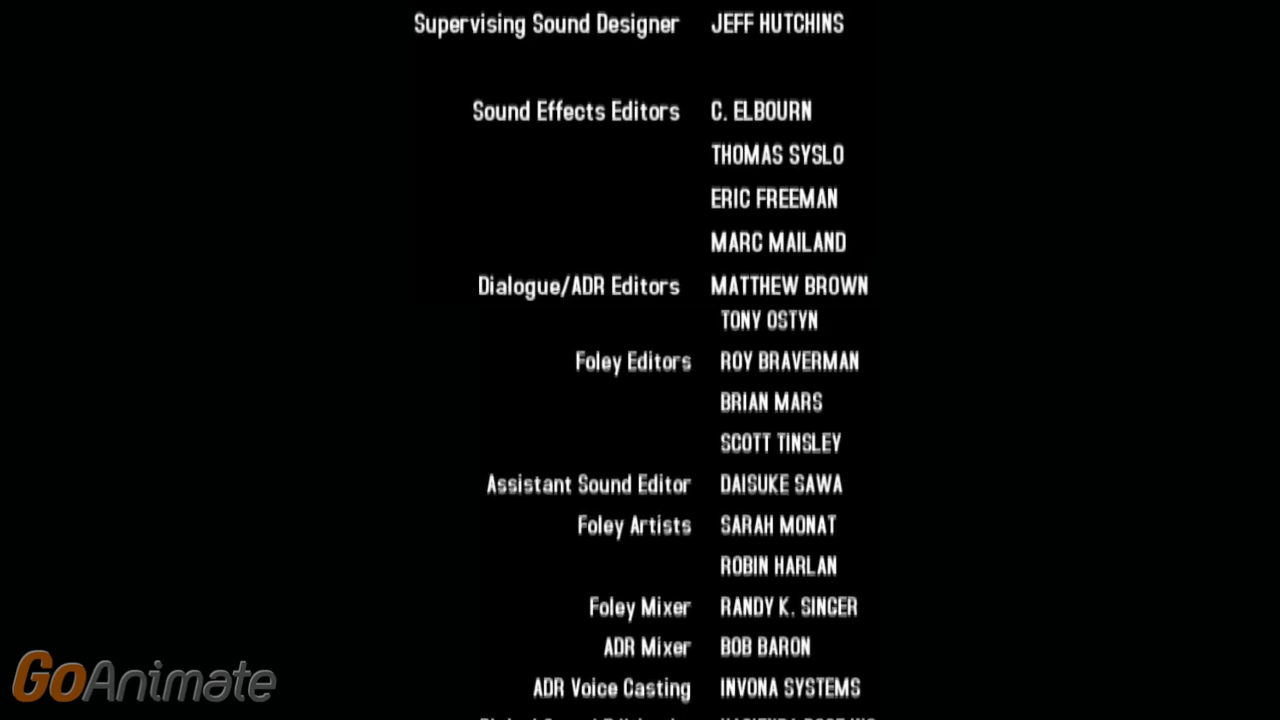 Supervising Sound Designer JEFF HUTCHINS
Sound Effects Editors C. ELBOURN
THOMAS SYSLO
ERIC FREEMAN
MARC MAILAND
Dialogue/ADR Editors MATTHEW BROWN
TONY OSTYN
Foley Editors ROY BRAVERMAN
BRIAN MARS
SCOTT TINSLEY
Assistant Sound Editor DAISUKE SAWA
Foley Artists SARAH MONAT
ROBIN HARLAN
Foley Mixer RANDY K. SINGER
ADR Mixer BOB BARON
ADR Voice Casting INVONA SYSTEMS
GoAnimate